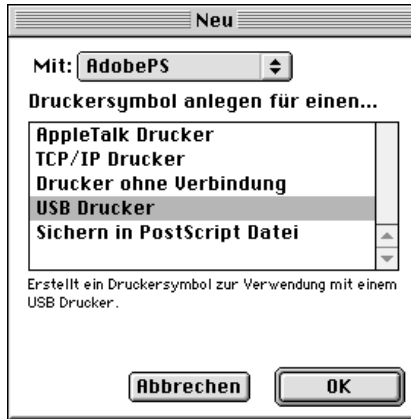 Neu
Mit: AdobePS
Druckersymbol anlegen für einen...
AppleTalk Drucker
TCP/IP Drucker
Drucker ohne Verbindung
USB Drucker
Sichern in PostScript Datei
Erstellt ein Druckersymbol zur Verwendung mit einem
USB Drucker.
Abbrechen OK